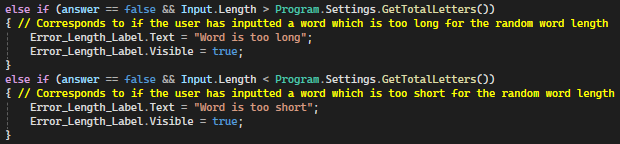 else if (answer == false && Input.Length > Program.Settings.GetTotalLetters())
{ // Corresponds to if the user has inputted a word which is too long for the random word length
Error_Length_Label.Text = "Word is too long";
Error_Length_Label.Visible = true;
}
else if (answer == false && Input.Length < Program.Settings.GetTotalLetters())
{ // Corresponds to if the user has inputted a word which is too short for the random word length
Error_Length_Label.Text = "Word is too short";
Error_Length_Label.Visible = true;
}